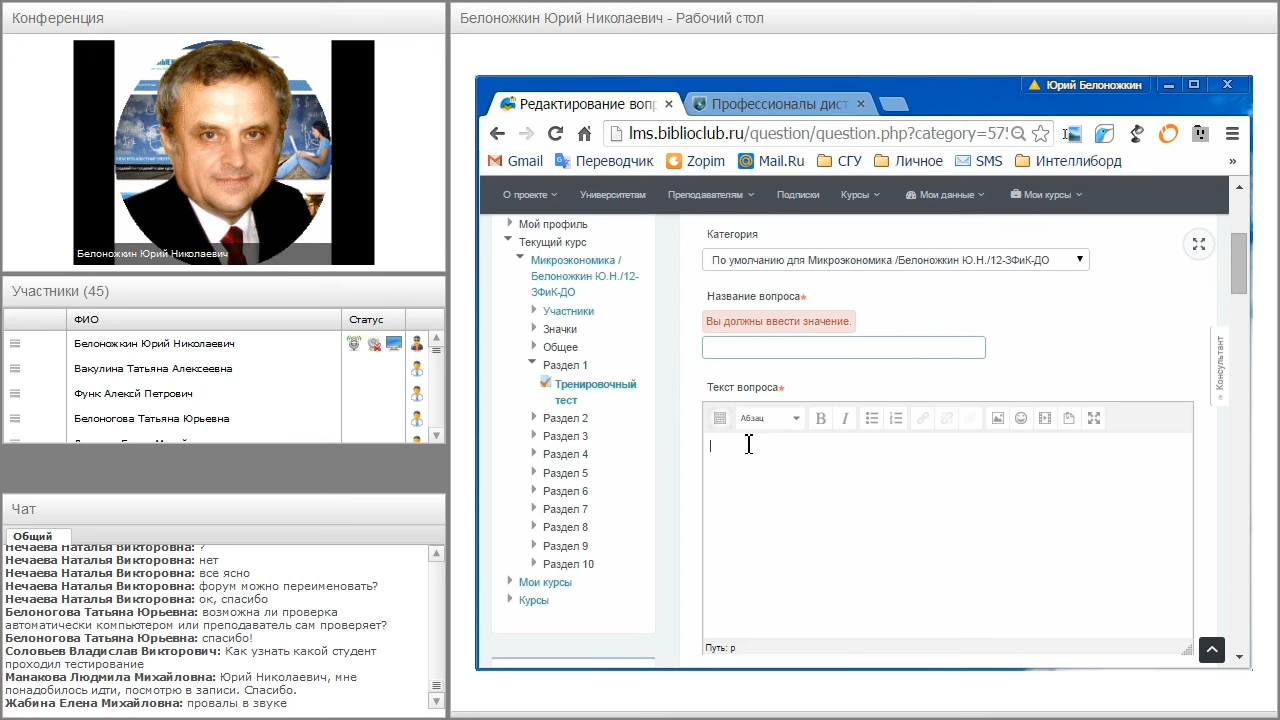 Конференция
Белоножкин Юрий Николаевич
Участники (45)
ФИО
Статус
Белоножкин Юрий Николаевич
Вакулина Татьяна Алексеевна
Функ Алексй Петрович
Белоногова Татьяна Юрьевна
Чат
Общий
Нечаева Наталья Викторовна: ?
Нечаева Наталья Викторовна: нет
Нечаева Наталья Викторовна: все ясно
Нечаева Наталья Викторовна: форум можно переименовать?
Нечаева Наталья Викторовна: ок, спасибо
Белоногова Татьяна Юрьевна: возможна ли проверка
автоматически компьютером или преподаватель сам проверяет?
Белоногова Татьяна Юрьевна: спасибо!
Соловьев Владислав Викторович: Как узнать какой студент
проходил тестирование
Манакова Людмила Михайловна: Юрий Николаевич, мне
понадобилось идти, посмотрю в записи. Спасибо.
Жабина Елена Михайловна: провалы в звуке
Белоножкин Юрий Николаевич - Рабочий стол
Юрий Белоножкин
Редактирование вопр
Профессионалы дист
lms.biblioclub.ru/question/question.php?category=57
Gmail
Переводчик
Zopim
Mail.Ru
СГУ
Личное
SMS
Интеллиборд
»
О проекте
Университетам
Преподавателям
Подписки
Курсы
Мои данные
Мои курсы
Мой профиль
Текущий курс
Микроэкономика /
Белоножкин Ю.Н./12-
ЗФиК-ДО
Участники
Значки
Общее
Раздел 1
Тренировочный
тест
Раздел 2
Раздел 3
Раздел 4
Раздел 5
Раздел 6
Раздел 7
Раздел 8
Раздел 9
Раздел 10
Мои курсы
Курсы
Категория
По умолчанию для Микроэкономика /Белоножкин Ю.Н./12-ЗФиК-ДО
Название вопроса*
Вы должны ввести значение.
Текст вопроса*
Абзац
B I
Путь: p
Консультант